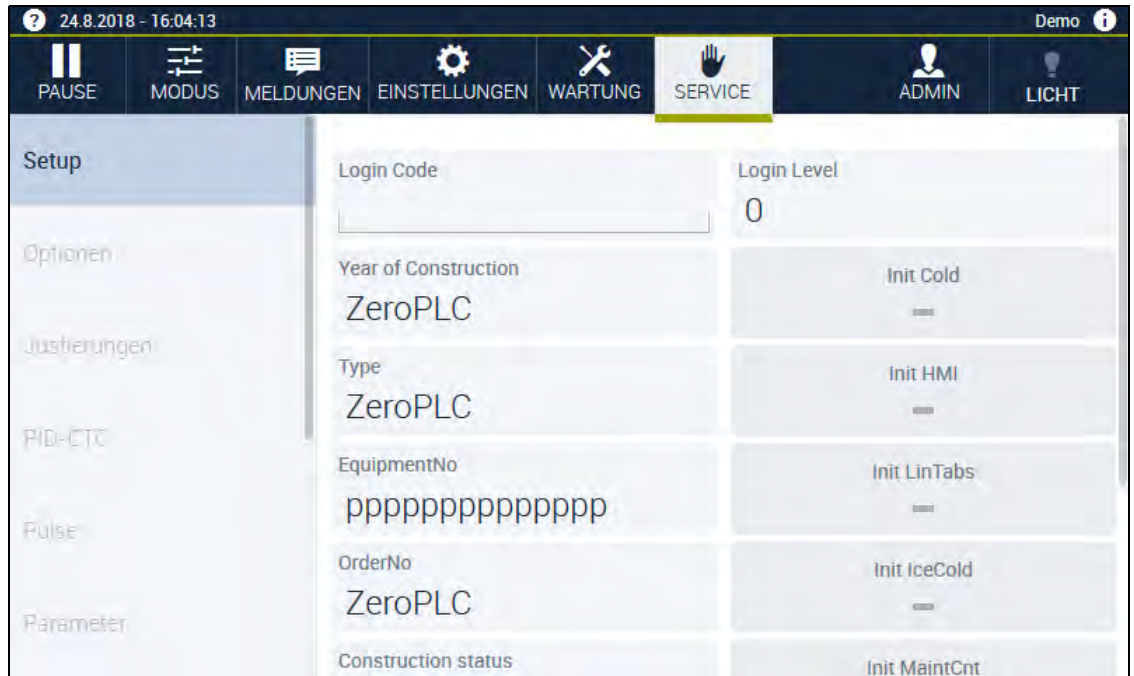 ? 24.8.2018 - 16:04:13 Demo i
PAUSE MODUS MELDUNGEN EINSTELLUNGEN WARTUNG SERVICE ADMIN LICHT
Setup
Optionen
Justierungen
PID-CTC
Pulse
Parameter
Login Code Login Level
0
Year of Construction Init Cold
ZeroPLC
Type Init HMI
ZeroPLC
EquipmentNo Init LinTabs
pppppppppppppp
OrderNo Init IceCold
ZeroPLC
Construction status Init MaintCnt